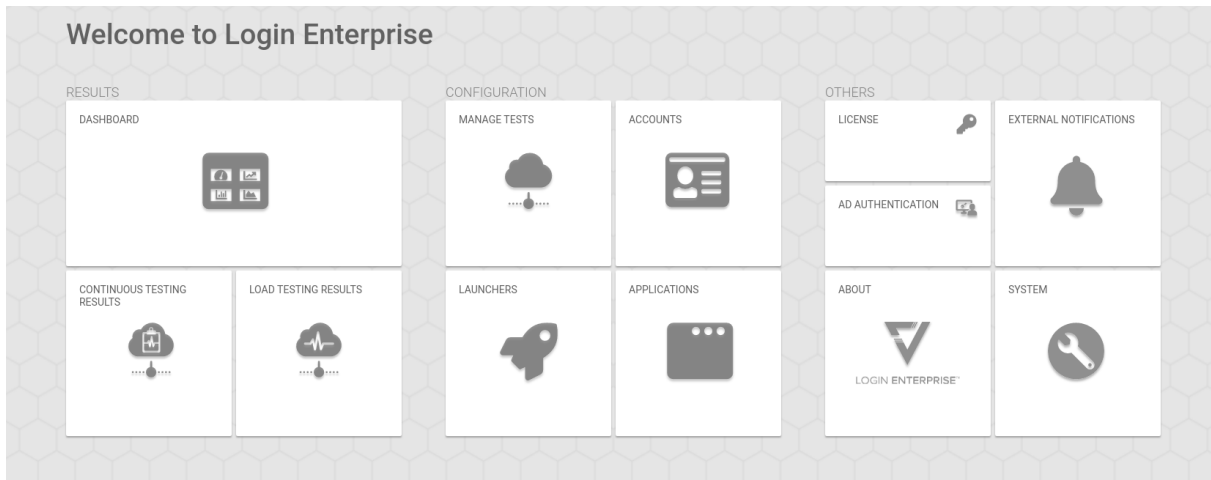 Welcome to Login Enterprise
RESULTS
DASHBOARD
CONTINUOUS TESTING
RESULTS
LOAD TESTING RESULTS
CONFIGURATION
MANAGE TESTS
ACCOUNTS
LAUNCHERS
APPLICATIONS
OTHERS
LICENSE
EXTERNAL NOTIFICATIONS
AD AUTHENTICATION
ABOUT
LOGIN ENTERPRISE™
SYSTEM